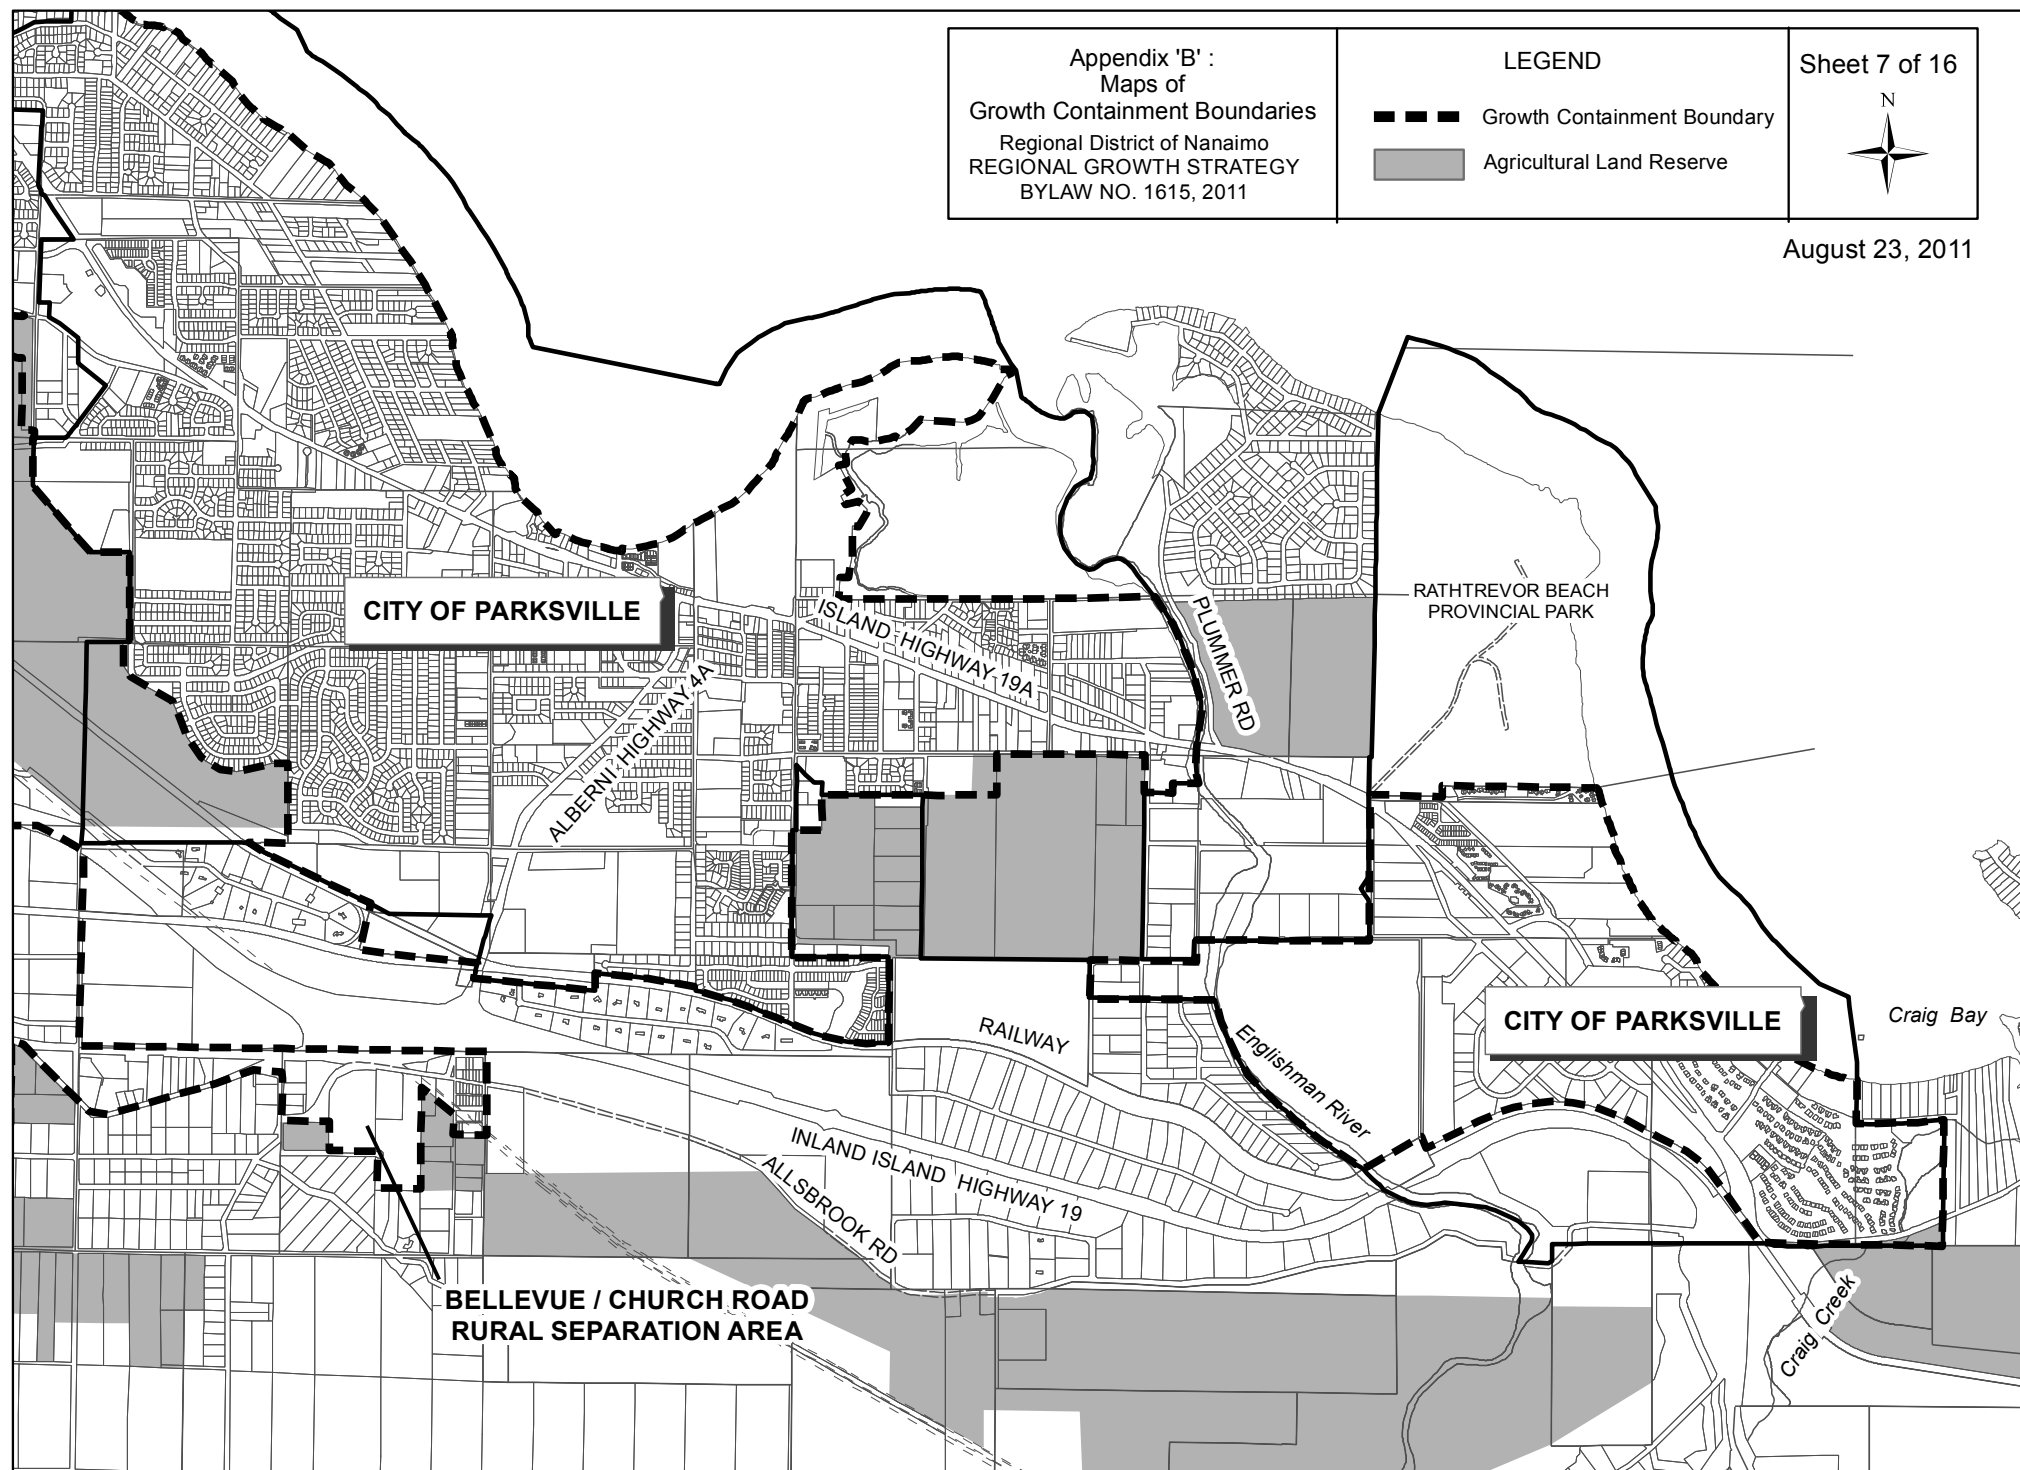 Appendix 'B' :
Maps of
Growth Containment Boundaries
Regional District of Nanaimo
REGIONAL GROWTH STRATEGY
BYLAW NO. 1615, 2011
LEGEND
Growth Containment Boundary
Agricultural Land Reserve
Sheet 7 of 16
N
August 23, 2011
CITY OF PARKSVILLE
ISLAND HIGHWAY 19A
PLUMMER RD
RATHTREVOR BEACH
PROVINCIAL PARK
ALBERNI HIGHWAY 4A
CITY OF PARKSVILLE
Craig Bay
RAILWAY
Englishman River
INLAND ISLAND HIGHWAY 19
ALLSBROOK RD
BELLEVUE / CHURCH ROAD
RURAL SEPARATION AREA
Craig Creek